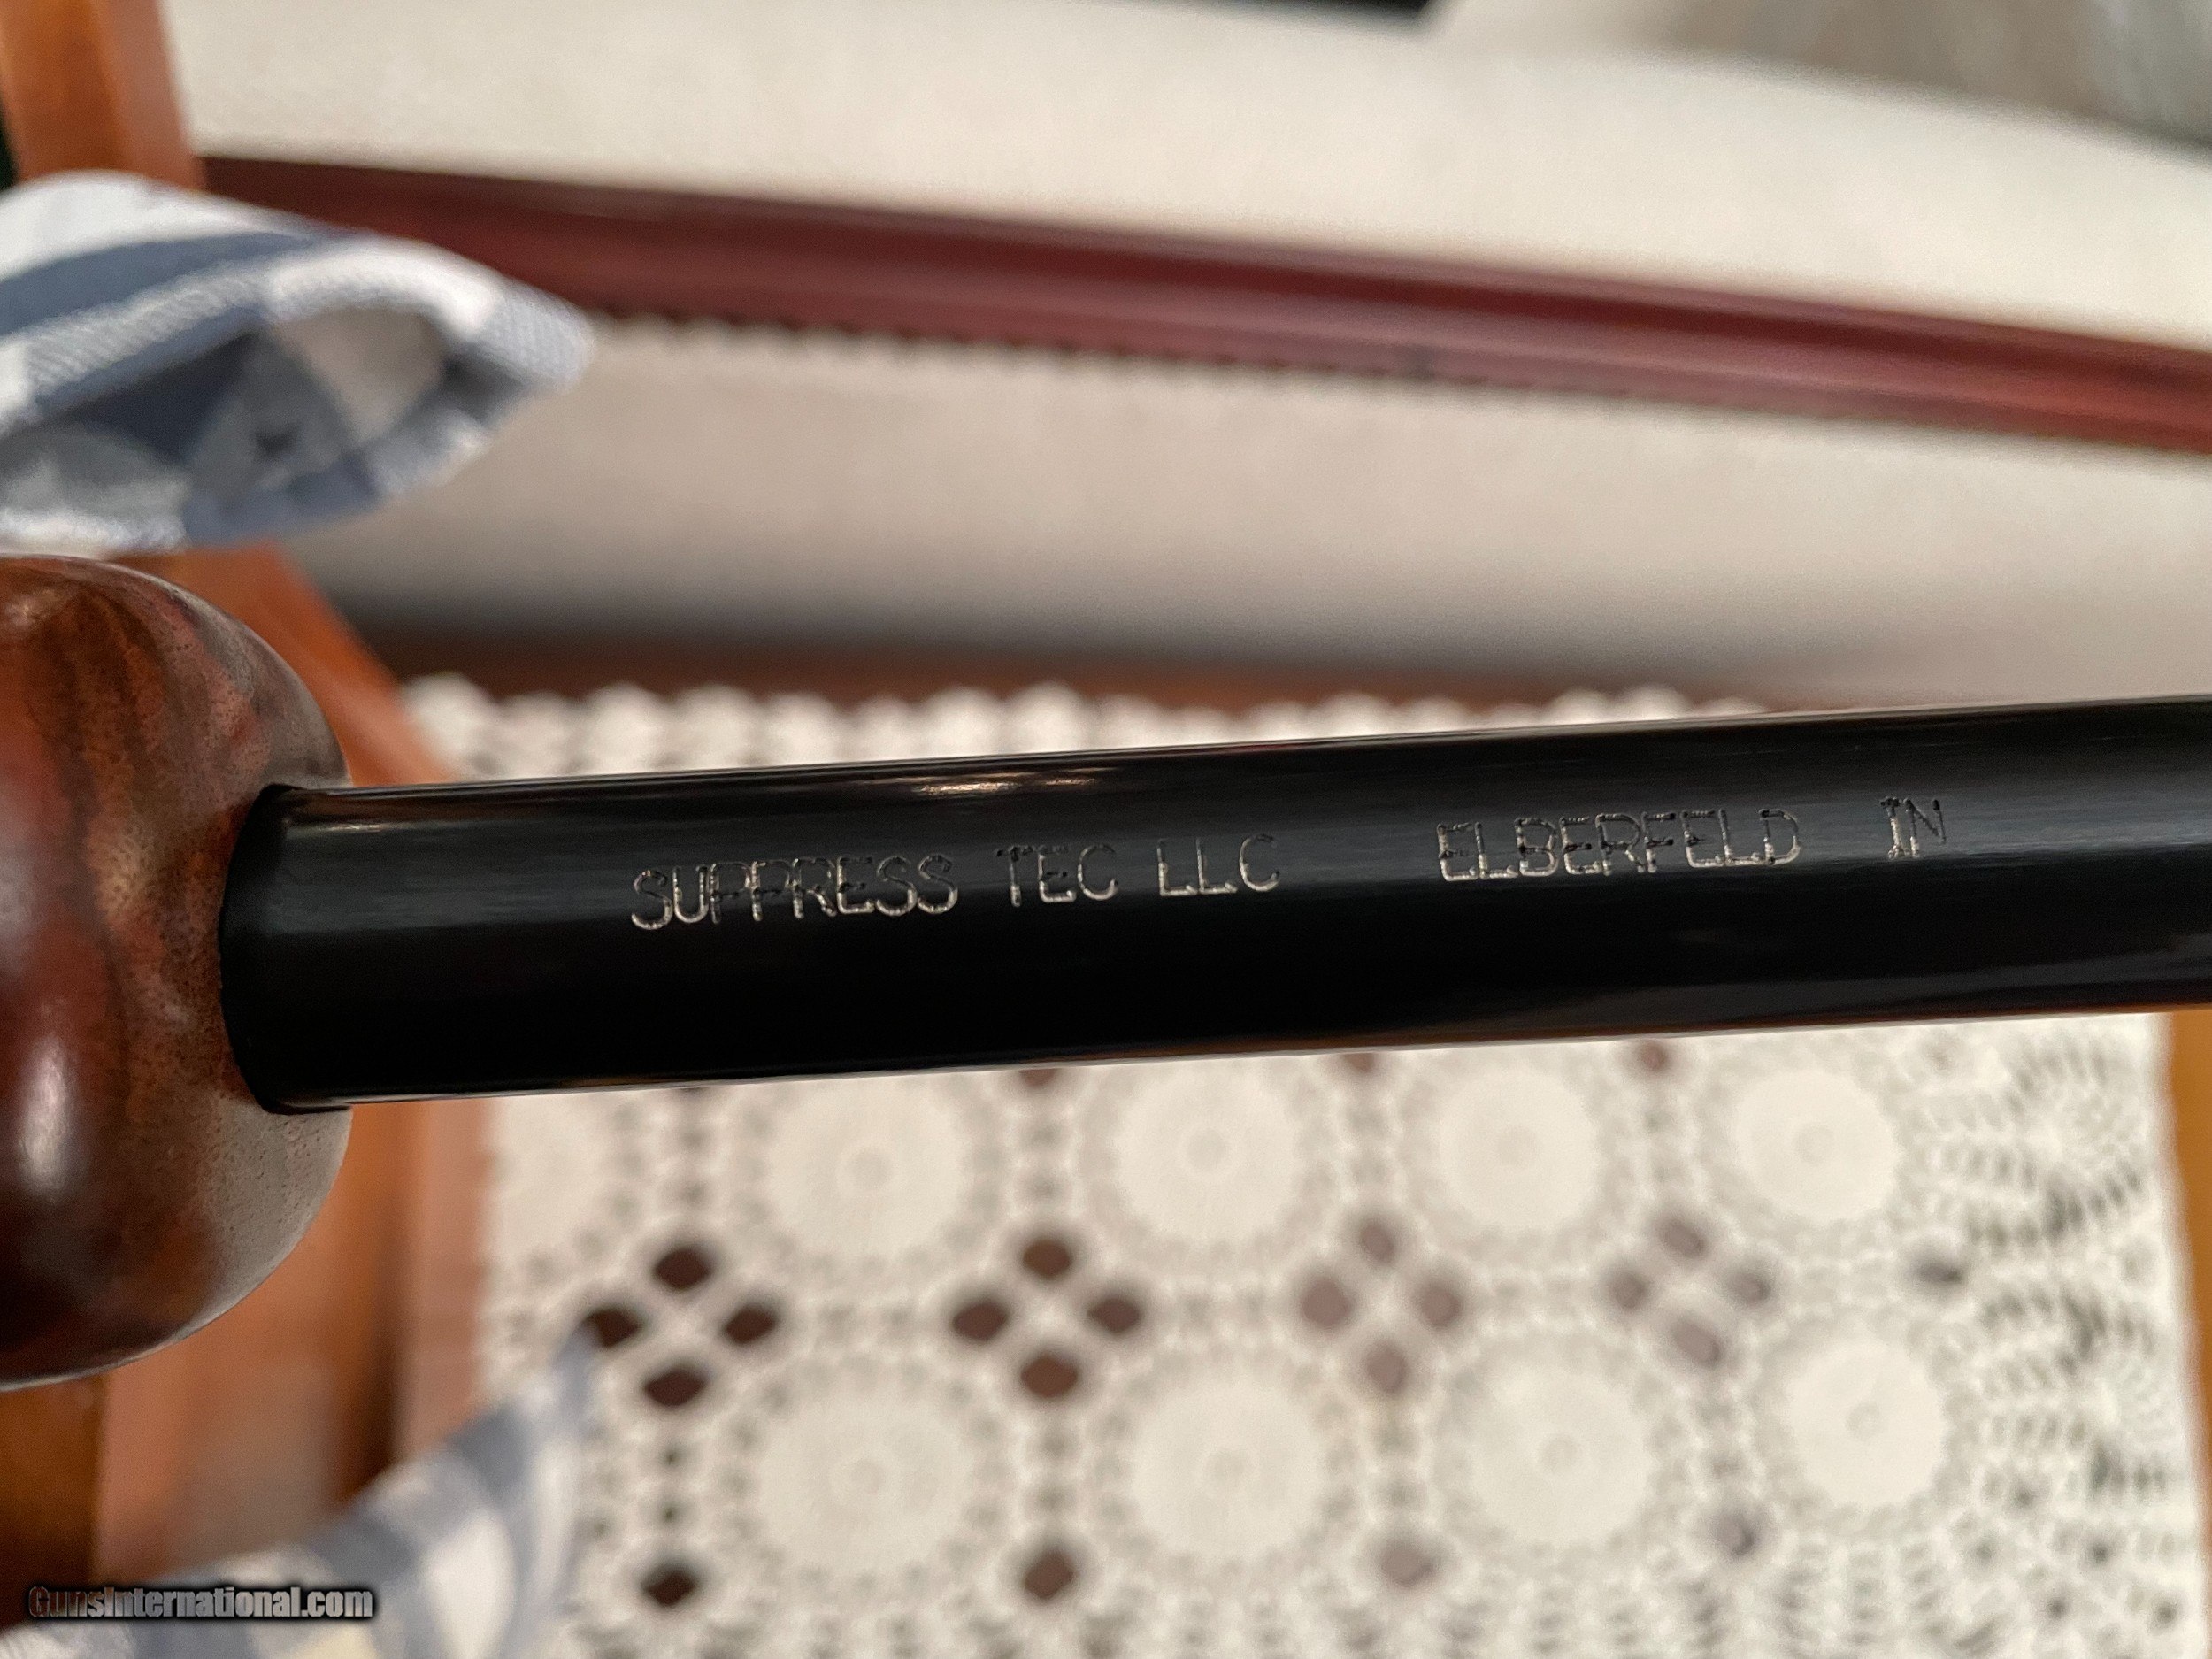 SUPPRESS TEC LLC ELBERFELD IN
GunsInternational.com